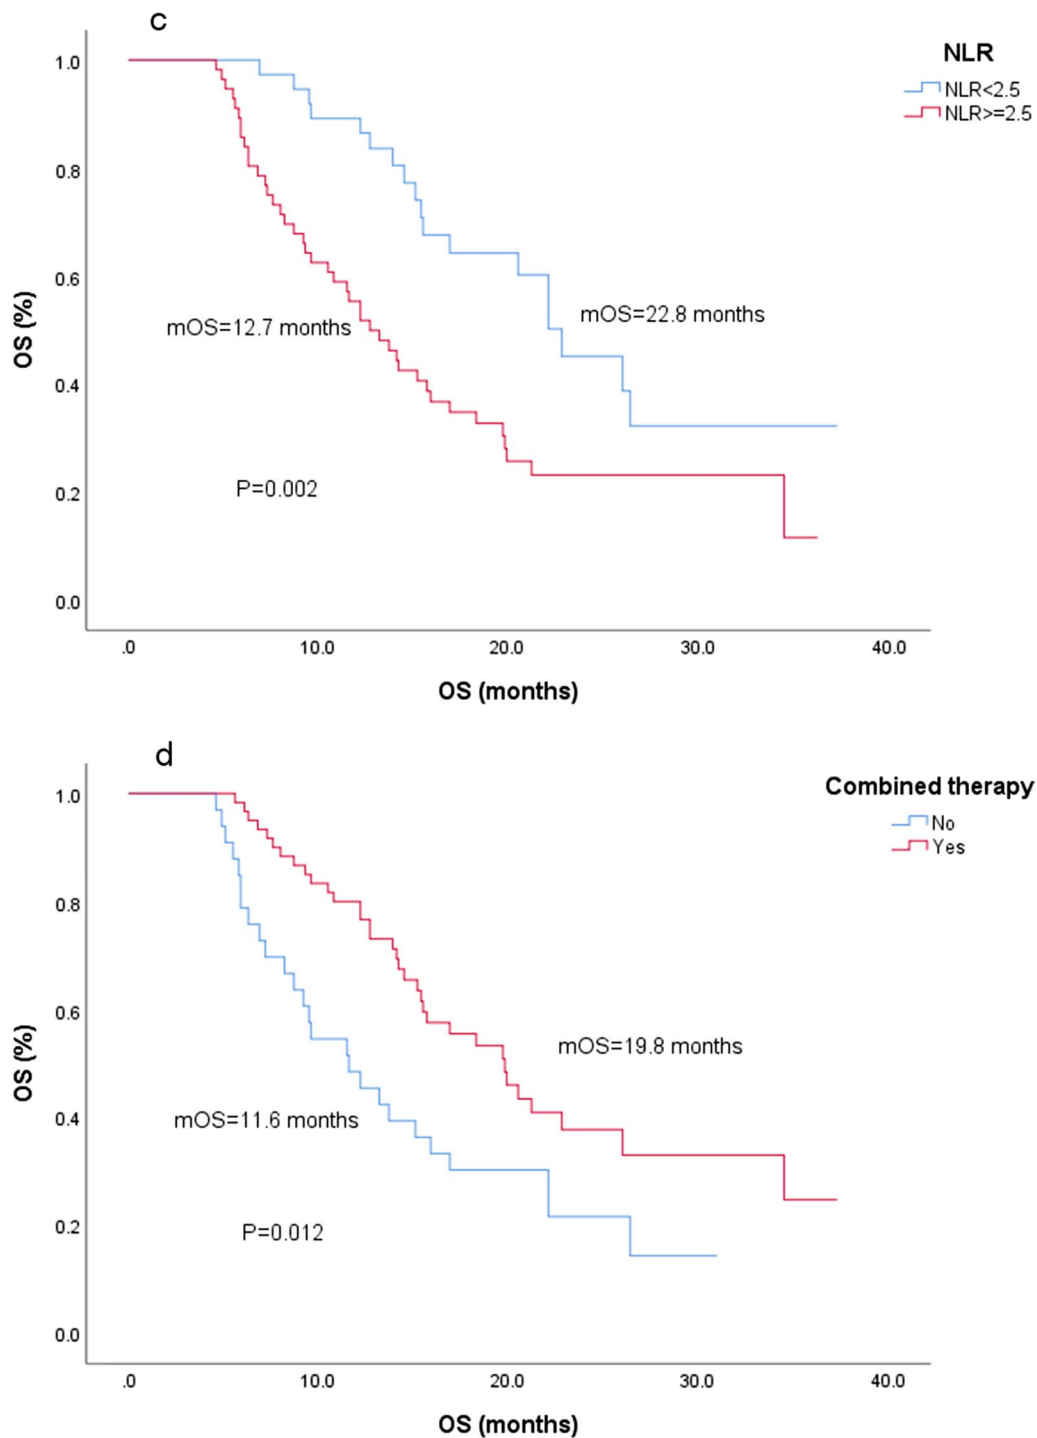 c
NLR
NLR<2.5
NLR>=2.5
1.0
0.8
0.6
0.4
0.2
0.0
OS (%)
mOS=22.8 months
mOS=12.7 months
P=0.002
.0 10.0 20.0 30.0 40.0
OS (months)
d
Combined therapy
No
Yes
1.0
0.8
0.6
0.4
0.2
0.0
OS (%)
mOS=19.8 months
mOS=11.6 months
P=0.012
.0 10.0 20.0 30.0 40.0
OS (months)